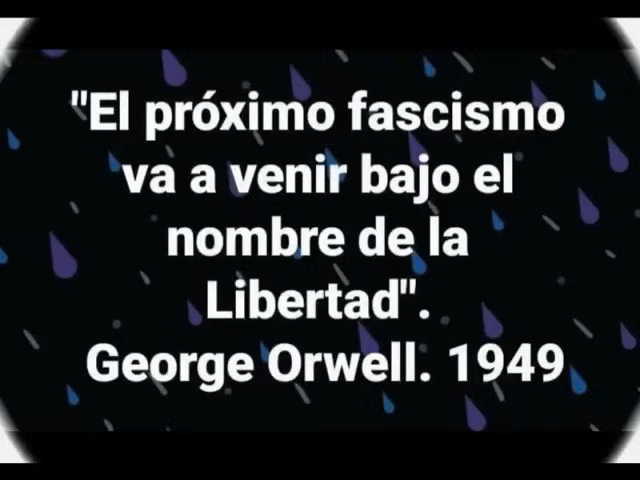 "El próximo fascismo
va a venir bajo el
nombre de la
Libertad".
George Orwell. 1949